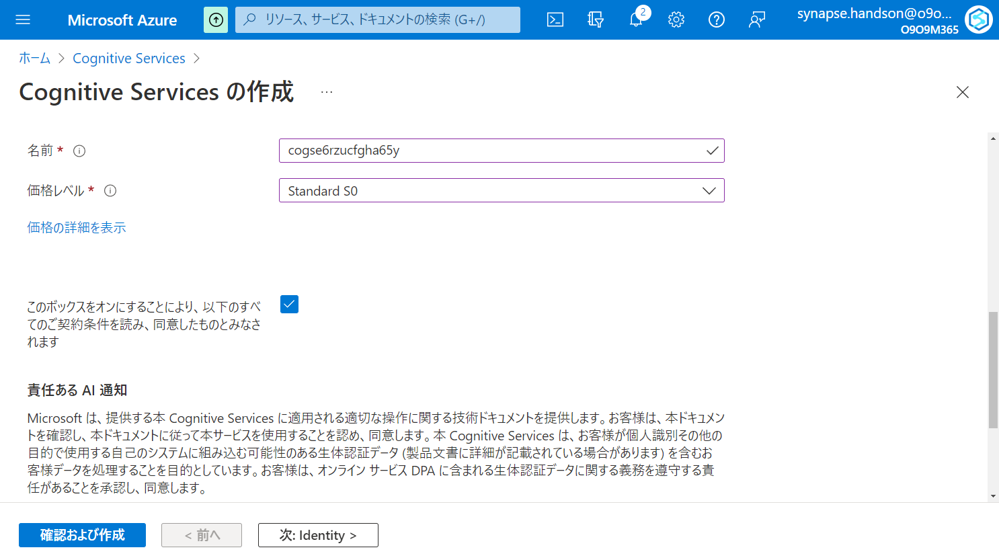 Microsoft Azure
リソース、サービス、ドキュメントの検索 (G+/)
2
synapse.handson@o9o...
O9O9M365
ホーム > Cognitive Services >
Cognitive Services の作成 ...
名前 *
cogse6rzucfgha65y
価格レベル *
Standard S0
価格の詳細を表示
このボックスをオンにすることにより、以下のすべ
てのご契約条件を読み、同意したものとみなさ
れます
責任ある AI 通知
Microsoft は、提供する本 Cognitive Services に適用される適切な操作に関する技術ドキュメントを提供します。お客様は、本ドキュメン
トを確認し、本ドキュメントに従って本サービスを使用することを認め、同意します。本 Cognitive Services は、お客様が個人識別その他の
目的で使用する自己のシステムに組み込む可能性のある生体認証データ (製品文書に詳細が記載されている場合があります) を含むお
客様データを処理することを目的としています。お客様は、オンライン サービス DPA に含まれる生体認証データに関する義務を遵守する責
任があることを承認し、同意します。
確認および作成
< 前へ
次: Identity >